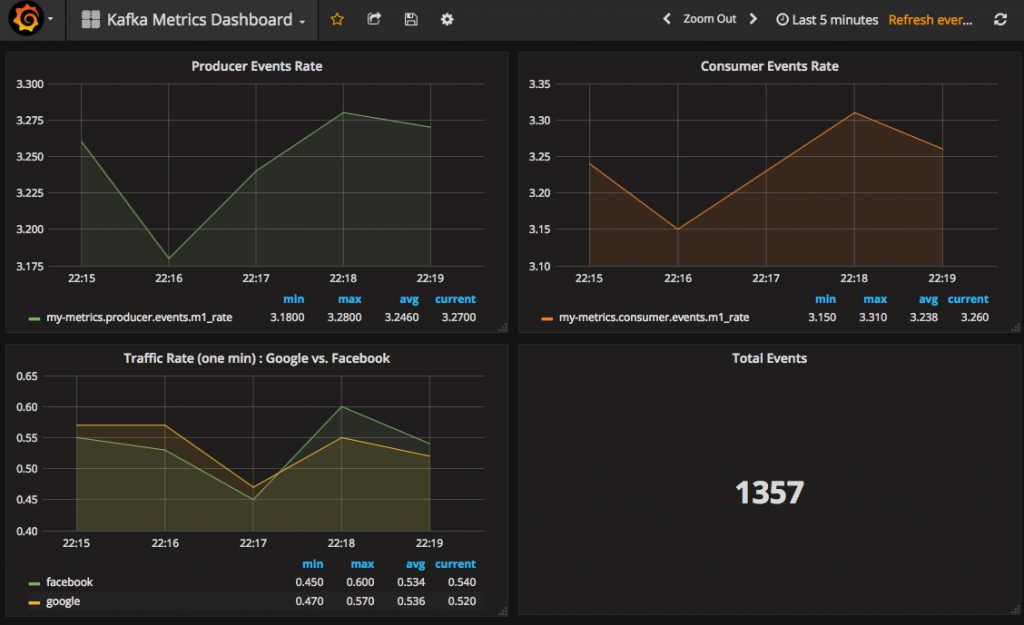 Kafka Metrics Dashboard
Zoom Out
Last 5 minutes
Refresh ever...
Producer Events Rate
3.300
3.275
3.250
3.225
3.200
3.175
22:15 22:16 22:17 22:18 22:19
min max avg current
my-metrics.producer.events.m1_rate 3.1800 3.2800 3.2460 3.2700
Consumer Events Rate
3.35
3.30
3.25
3.20
3.15
3.10
22:15 22:16 22:17 22:18 22:19
min max avg current
my-metrics.consumer.events.m1_rate 3.150 3.310 3.238 3.260
Traffic Rate (one min) : Google vs. Facebook
0.65
0.60
0.55
0.50
0.45
0.40
22:15 22:16 22:17 22:18 22:19
min max avg current
facebook 0.450 0.600 0.534 0.540
google 0.470 0.570 0.536 0.520
Total Events
1357